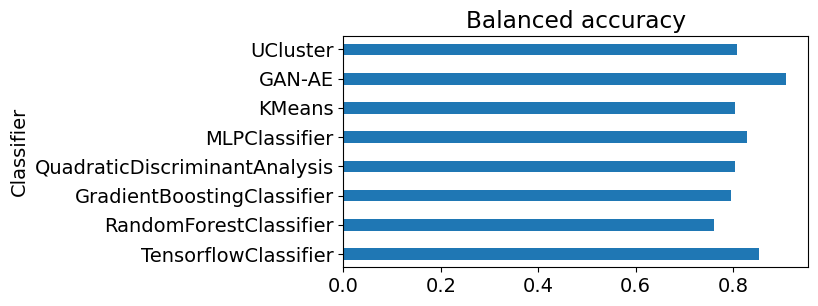 Balanced accuracy
Classifier
UCluster
GAN-AE
KMeans
MLPClassifier
QuadraticDiscriminantAnalysis
GradientBoostingClassifier
RandomForestClassifier
TensorflowClassifier
0.0 0.2 0.4 0.6 0.8